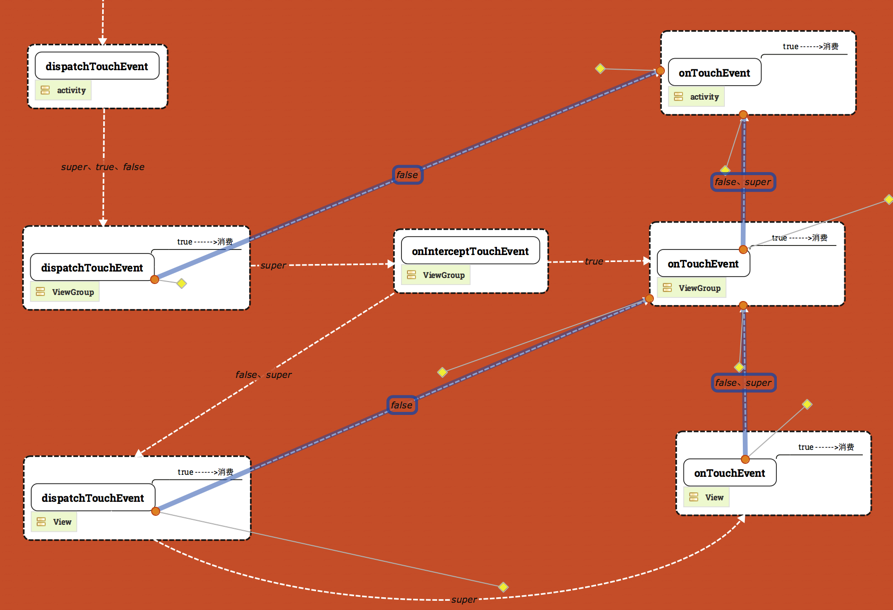 dispatchTouchEvent
activity
true ------>消费
onTouchEvent
activity
super、true、false
false
false、super
true ------>消费
dispatchTouchEvent
ViewGroup
super
onInterceptTouchEvent
ViewGroup
true
true ------>消费
onTouchEvent
ViewGroup
false、super
false
false、super
true ------>消费
dispatchTouchEvent
View
true ------>消费
onTouchEvent
View
super